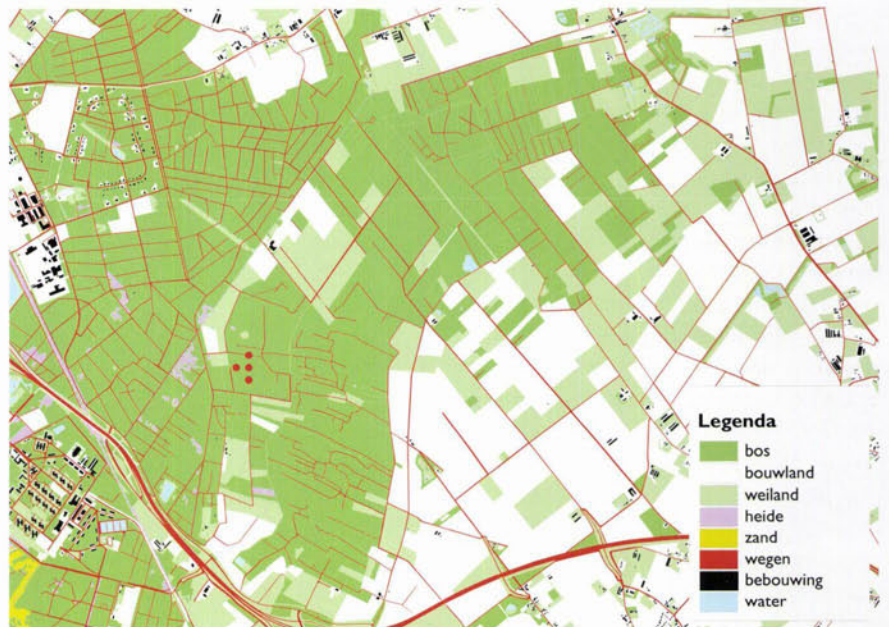 Legenda
bos
bouwland
weiland
heide
zand
wegen
bebouwing
water